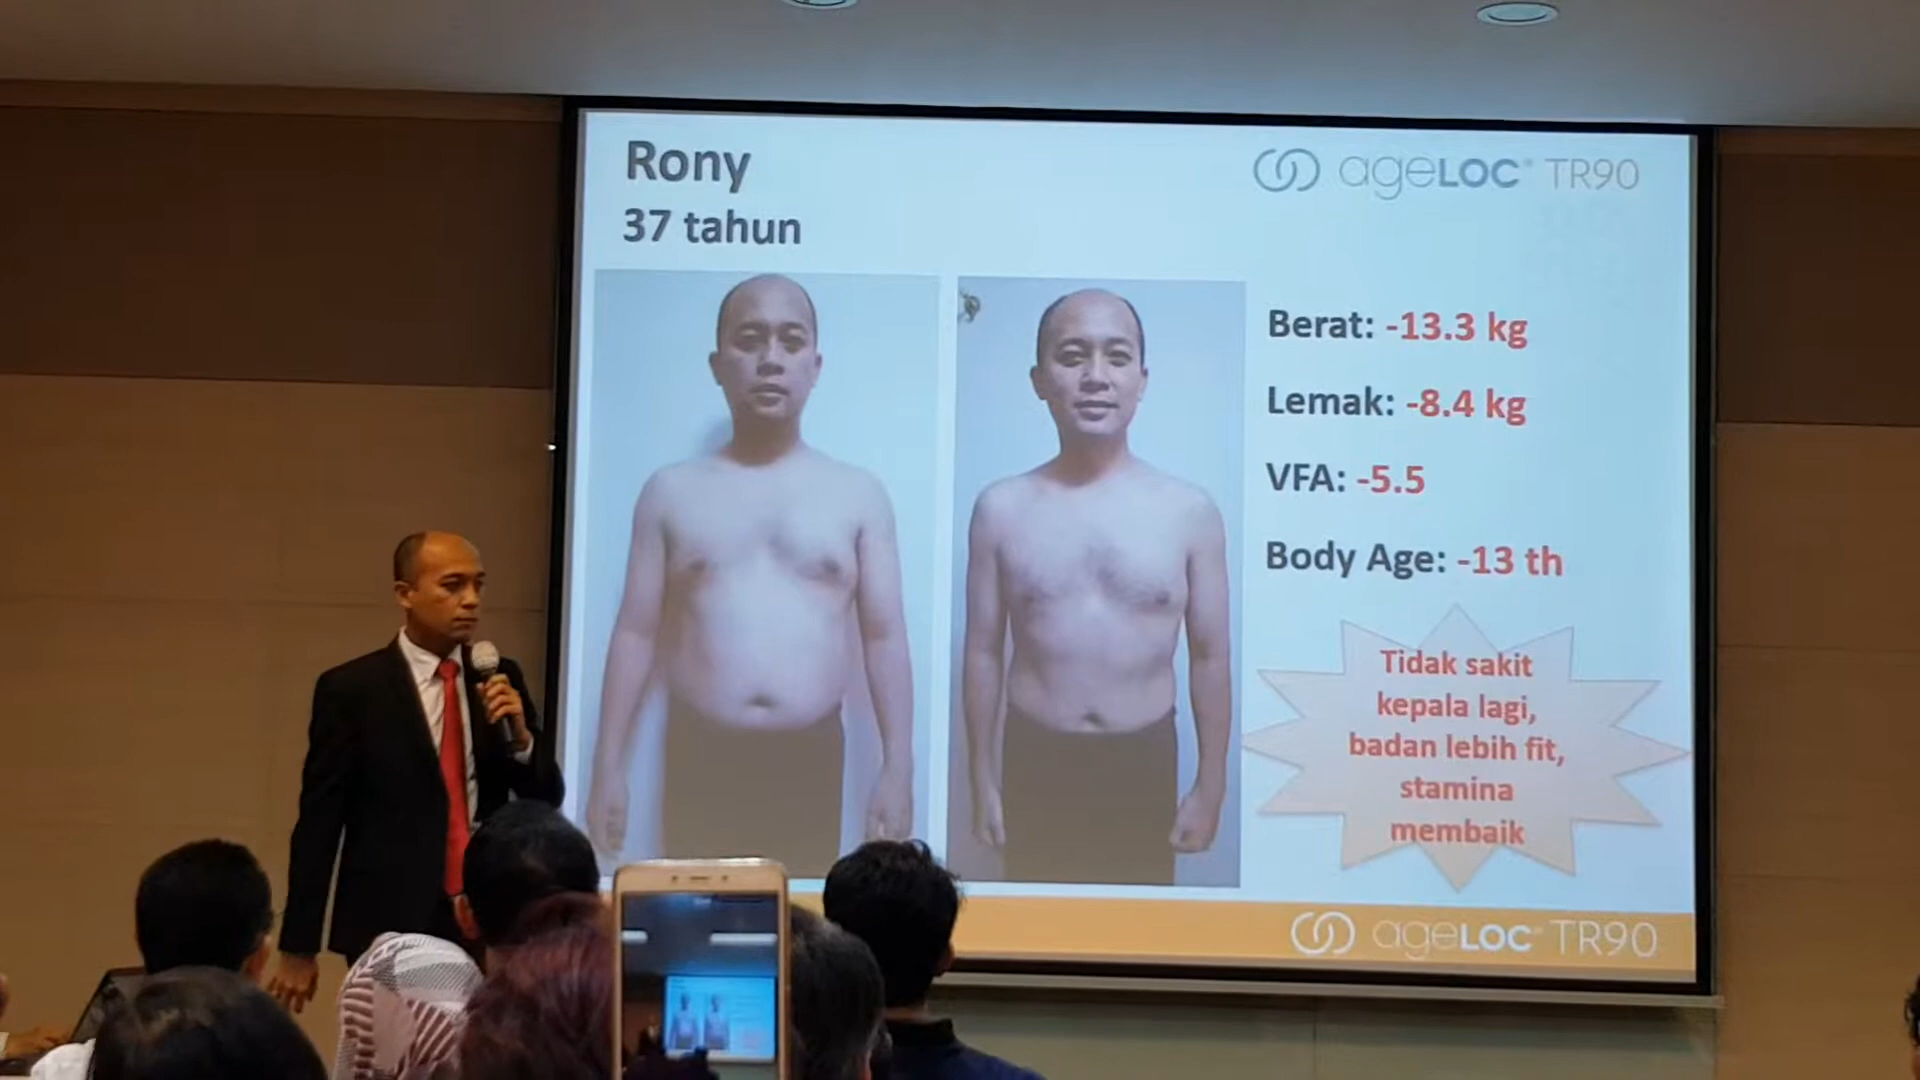 Rony
37 tahun
ageLOC® TR90
Berat: -13.3 kg
Lemak: -8.4 kg
VFA: -5.5
Body Age: -13 th
Tidak sakit
kepala lagi,
badan lebih fit,
stamina
membaik
ageLOC® TR90